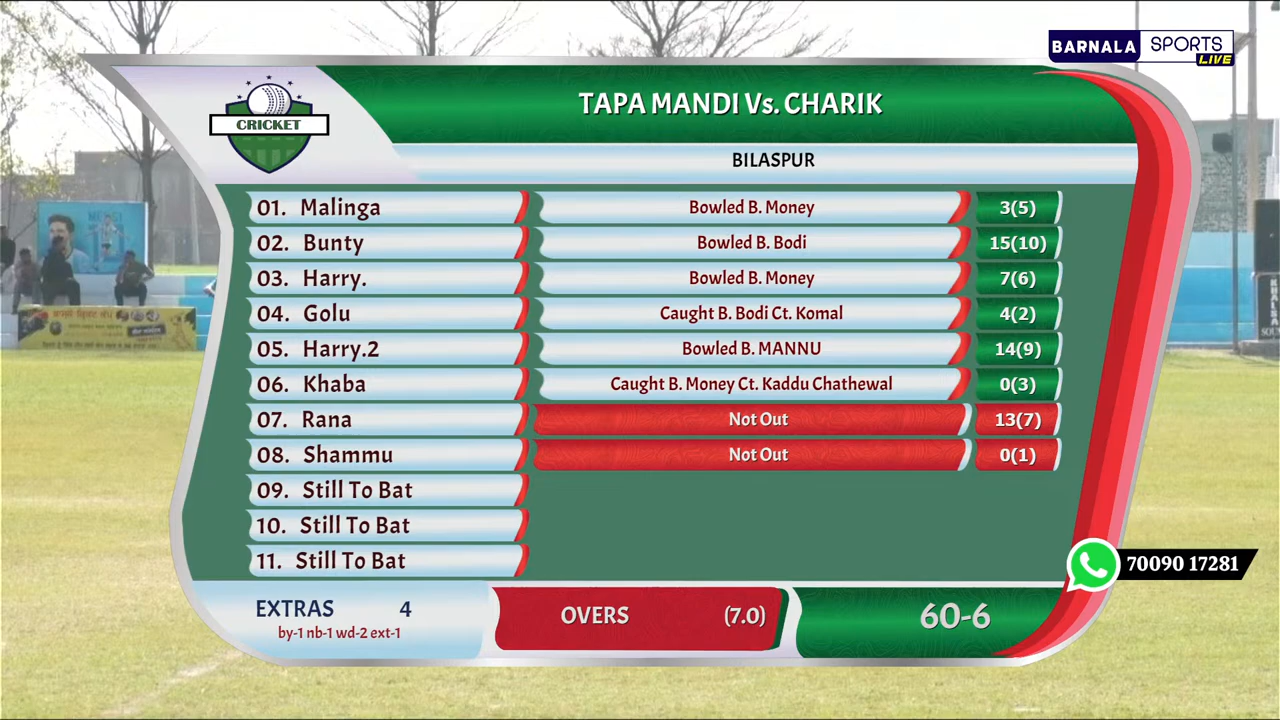 BARNALA SPORTS LIVE
CRICKET
TAPA MANDI Vs. CHARIK
BILASPUR
01. Malinga Bowled B. Money 3(5)
02. Bunty Bowled B. Bodi 15(10)
03. Harry. Bowled B. Money 7(6)
04. Golu Caught B. Bodi Ct. Komal 4(2)
05. Harry.2 Bowled B. MANNU 14(9)
06. Khaba Caught B. Money Ct. Kaddu Chathewal 0(3)
07. Rana Not Out 13(7)
08. Shammu Not Out 0(1)
09. Still To Bat
10. Still To Bat
11. Still To Bat
70090 17281
EXTRAS 4 OVERS (7.0) 60-6
by-1 nb-1 wd-2 ext-1